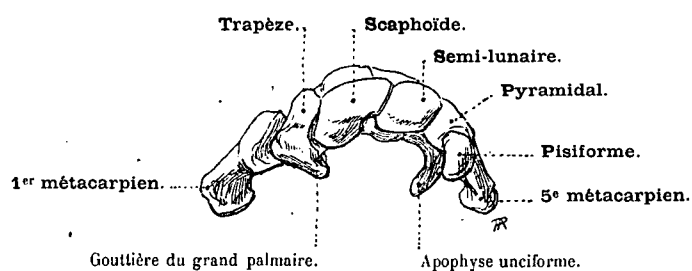 Trapèze.
Scaphoïde.
Semi-lunaire.
Pyramidal.
Pisiforme.
1er métacarpien.
5e métacarpien.
Gouttière du grand palmaire.
Apophyse unciforme.